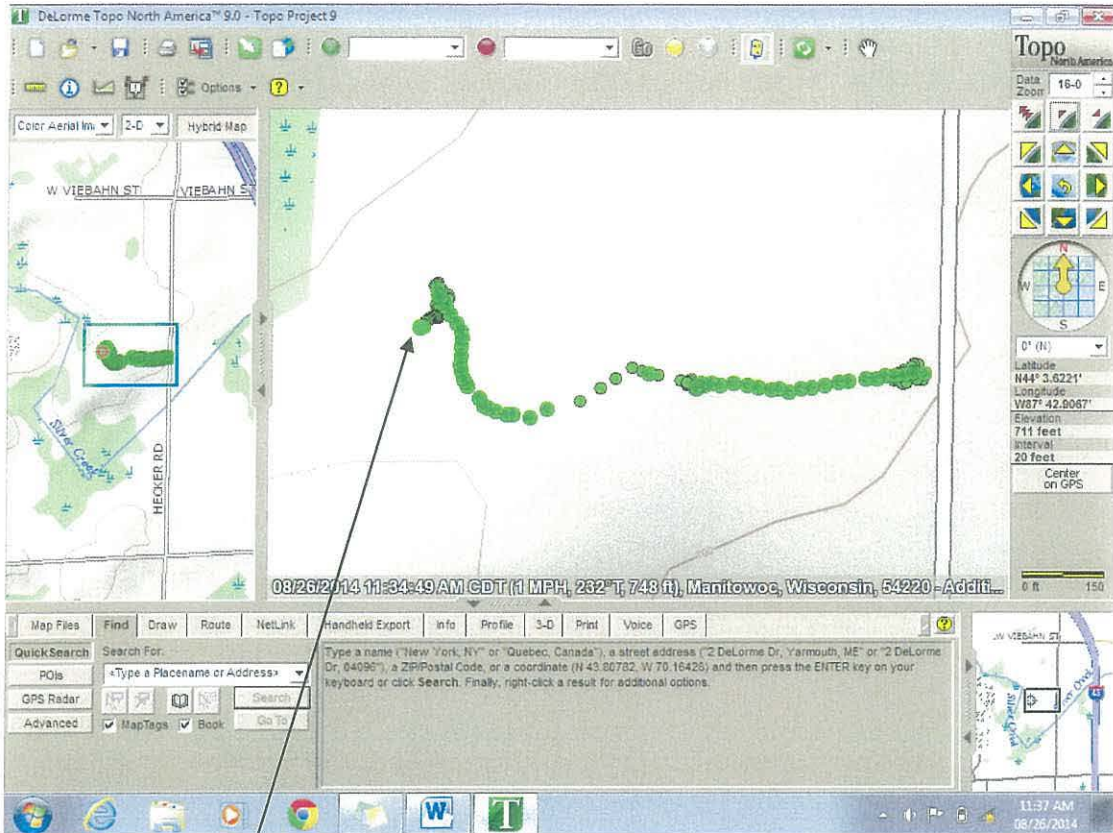 DeLorme Topo North America™ 9.0 - Topo Project 9
Go
Topo
North America
Data
Zoom
16-0
Options
2-D
Hybrid Map
W VIEBAHN ST
VIEBAHN S
Silver Creek
HECKER RD
N
W
E
S
0° (N)
Latitude
N44° 3.6221'
Longitude
W87° 42.9067'
Elevation
711 feet
Interval
20 feet
Center
on GPS
0 ft 150
08/26/2014 11:34:49 AM CDT (1 MPH, 232°T, 748 ft), Manitowoc, Wisconsin, 54220 - Additi...
Map Files Find Draw Route NetLink Handheld Export Info Profile 3-D Print Voice GPS
QuickSearch
POIs
GPS Radar
Advanced
Search For:
<Type a Placename or Address>
Search
MapTags Book Go To
Type a name ("New York, NY" or "Quebec, Canada"), a street address ("2 DeLorme Dr, Yarmouth, ME" or "2 DeLorme
Dr, 04096"), a ZIP/Postal Code, or a coordinate (N 43.80782, W 70.16426) and then press the ENTER key on your
keyboard or click Search. Finally, right-click a result for additional options.
W VIEBAHN ST
Silver Creek
43
W
T
11:37 AM
08/26/2014